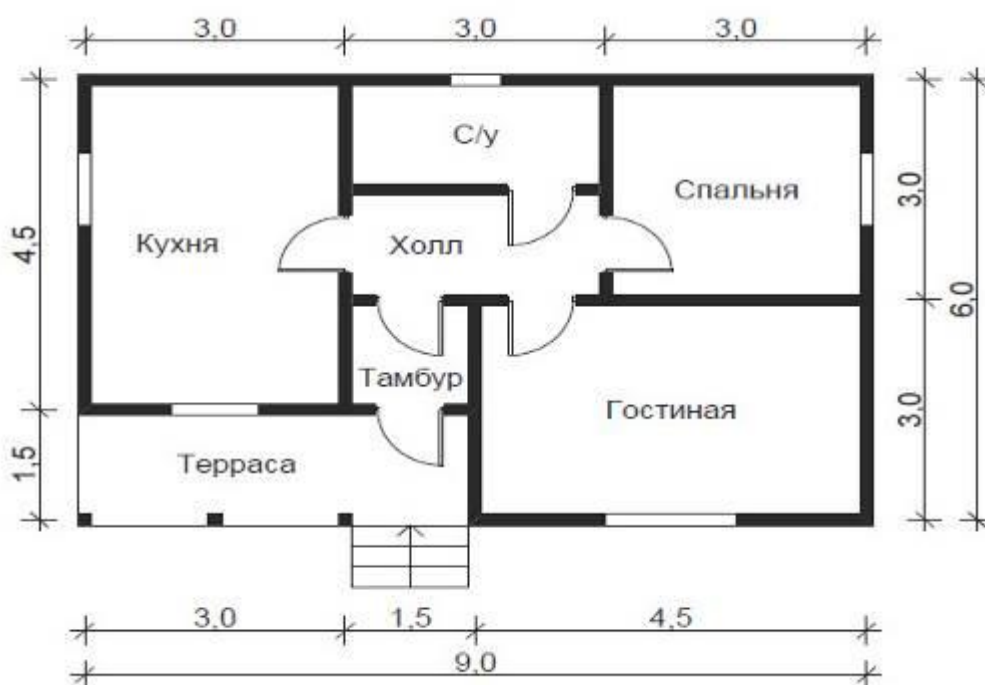 3,0 3,0 3,0
С/у
Спальня
3,0
Кухня
Холл
4,5
6,0
Тамбур
Гостиная
3,0
Терраса
1,5
3,0 1,5 4,5
9,0